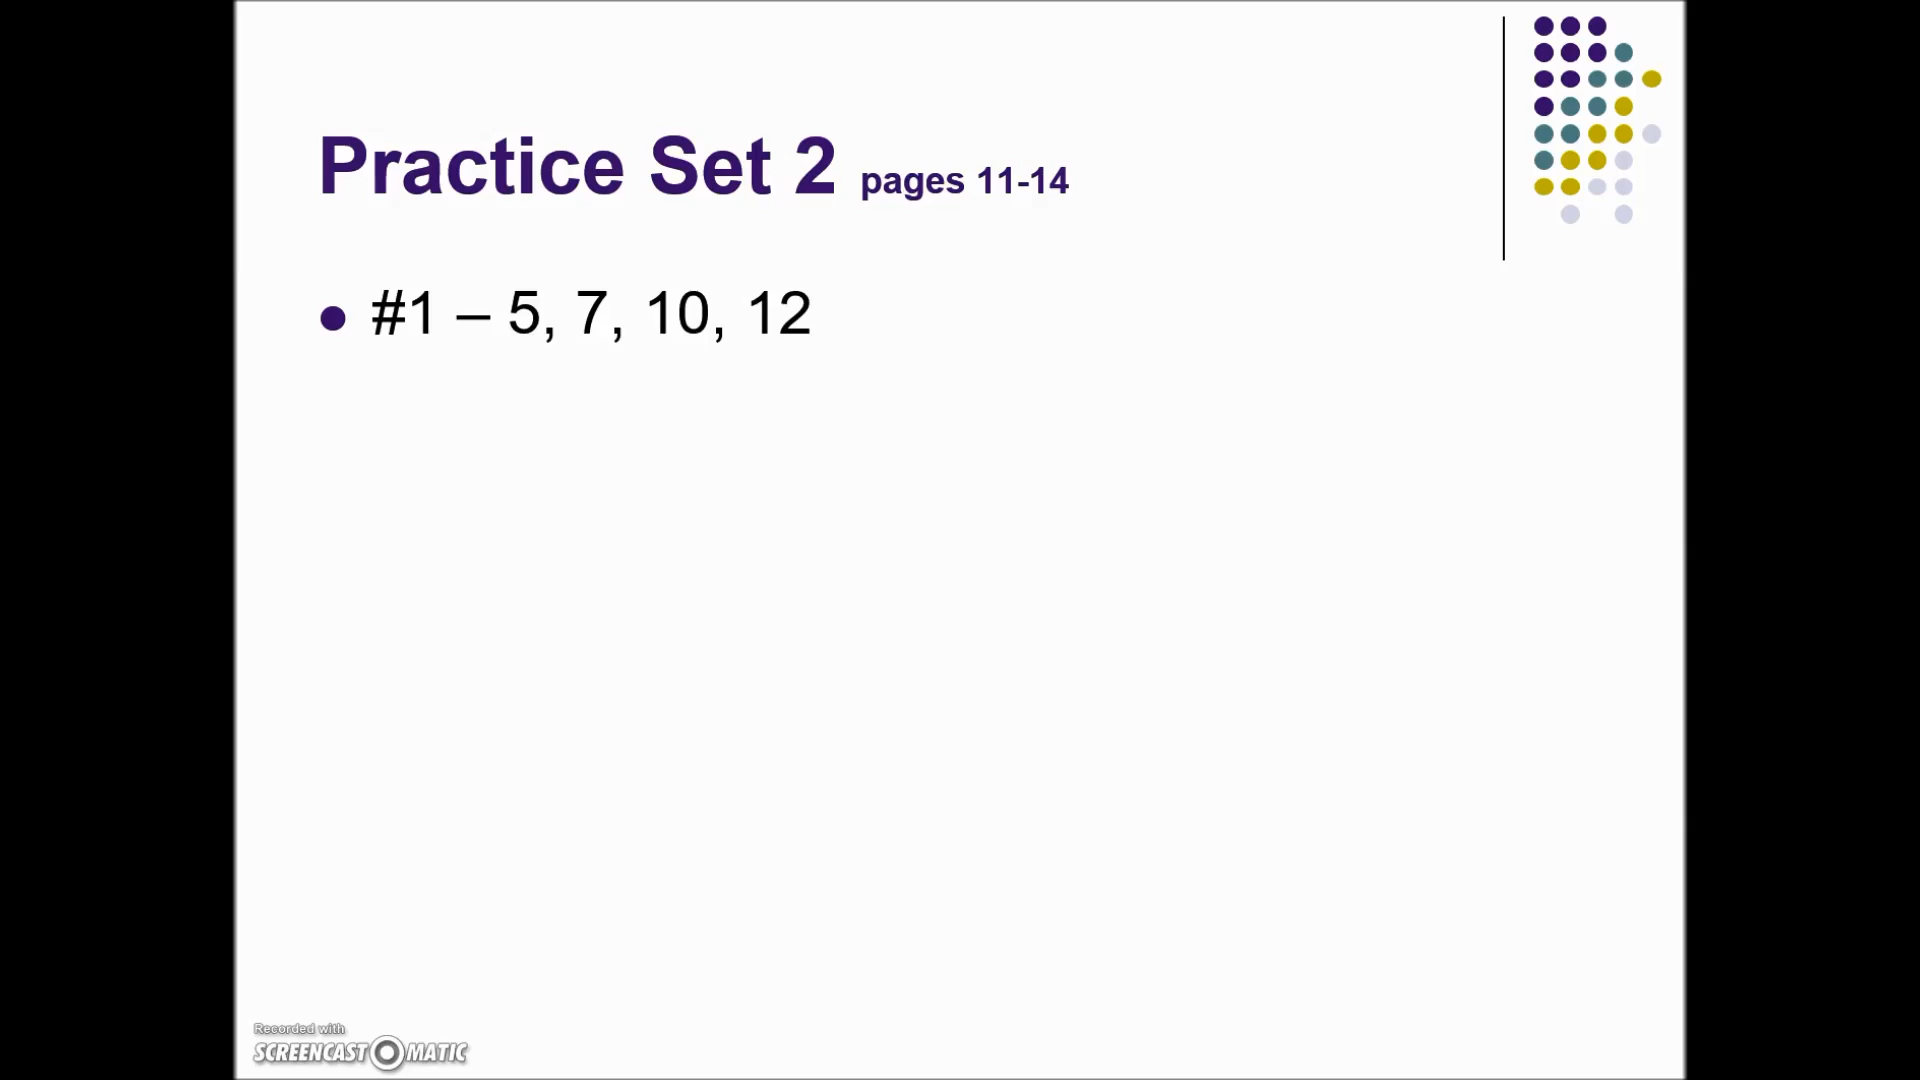 Practice Set 2 pages 11-14
#1 – 5, 7, 10, 12
Recorded with
SCREENCAST O MATIC